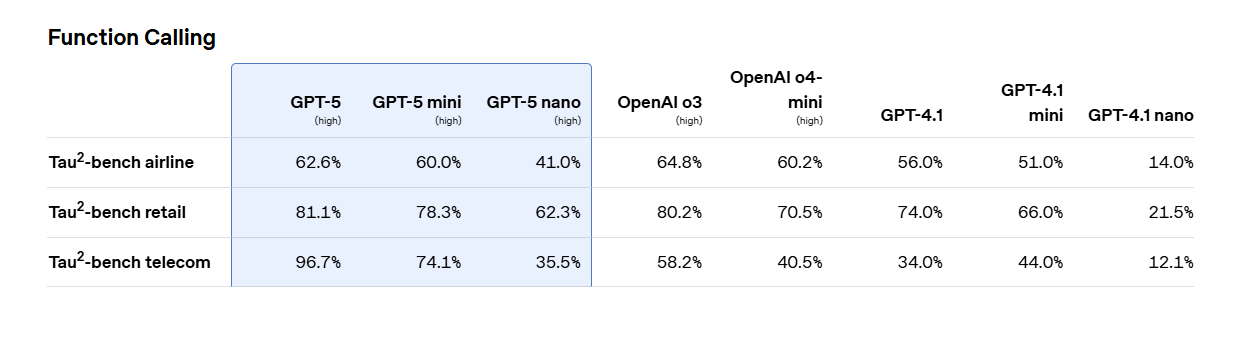 Function Calling
GPT-5 (high) GPT-5 mini (high) GPT-5 nano (high) OpenAI o3 (high) OpenAI o4-mini (high) GPT-4.1 GPT-4.1 mini GPT-4.1 nano
Tau²-bench airline 62.6% 60.0% 41.0% 64.8% 60.2% 56.0% 51.0% 14.0%
Tau²-bench retail 81.1% 78.3% 62.3% 80.2% 70.5% 74.0% 66.0% 21.5%
Tau²-bench telecom 96.7% 74.1% 35.5% 58.2% 40.5% 34.0% 44.0% 12.1%